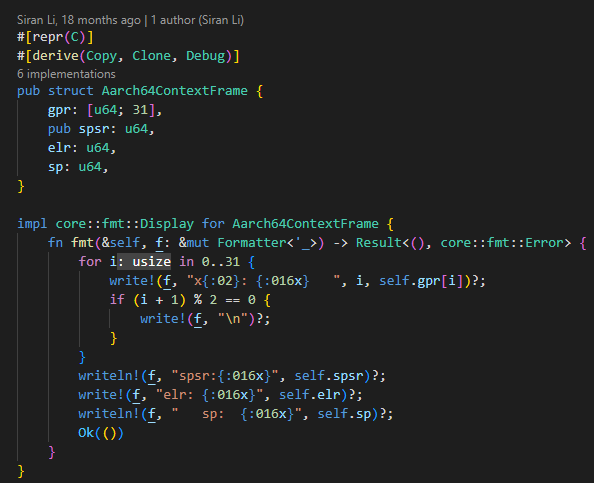 Siran Li, 18 months ago | 1 author (Siran Li)
#[repr(C)]
#[derive(Copy, Clone, Debug)]
6 implementations
pub struct Aarch64ContextFrame {
    gpr: [u64; 31],
    pub spsr: u64,
    elr: u64,
    sp: u64,
}

impl core::fmt::Display for Aarch64ContextFrame {
    fn fmt(&self, f: &mut Formatter<'_>) -> Result<(), core::fmt::Error> {
        for i: usize in 0..31 {
            write!(f, "x{:02}: {:016x}   ", i, self.gpr[i])?;
            if (i + 1) % 2 == 0 {
                write!(f, "\n")?;
            }
        }
        writeln!(f, "spsr:{:016x}", self.spsr)?;
        write!(f, "elr: {:016x}", self.elr)?;
        writeln!(f, "   sp:  {:016x}", self.sp)?;
        Ok(())
    }
}